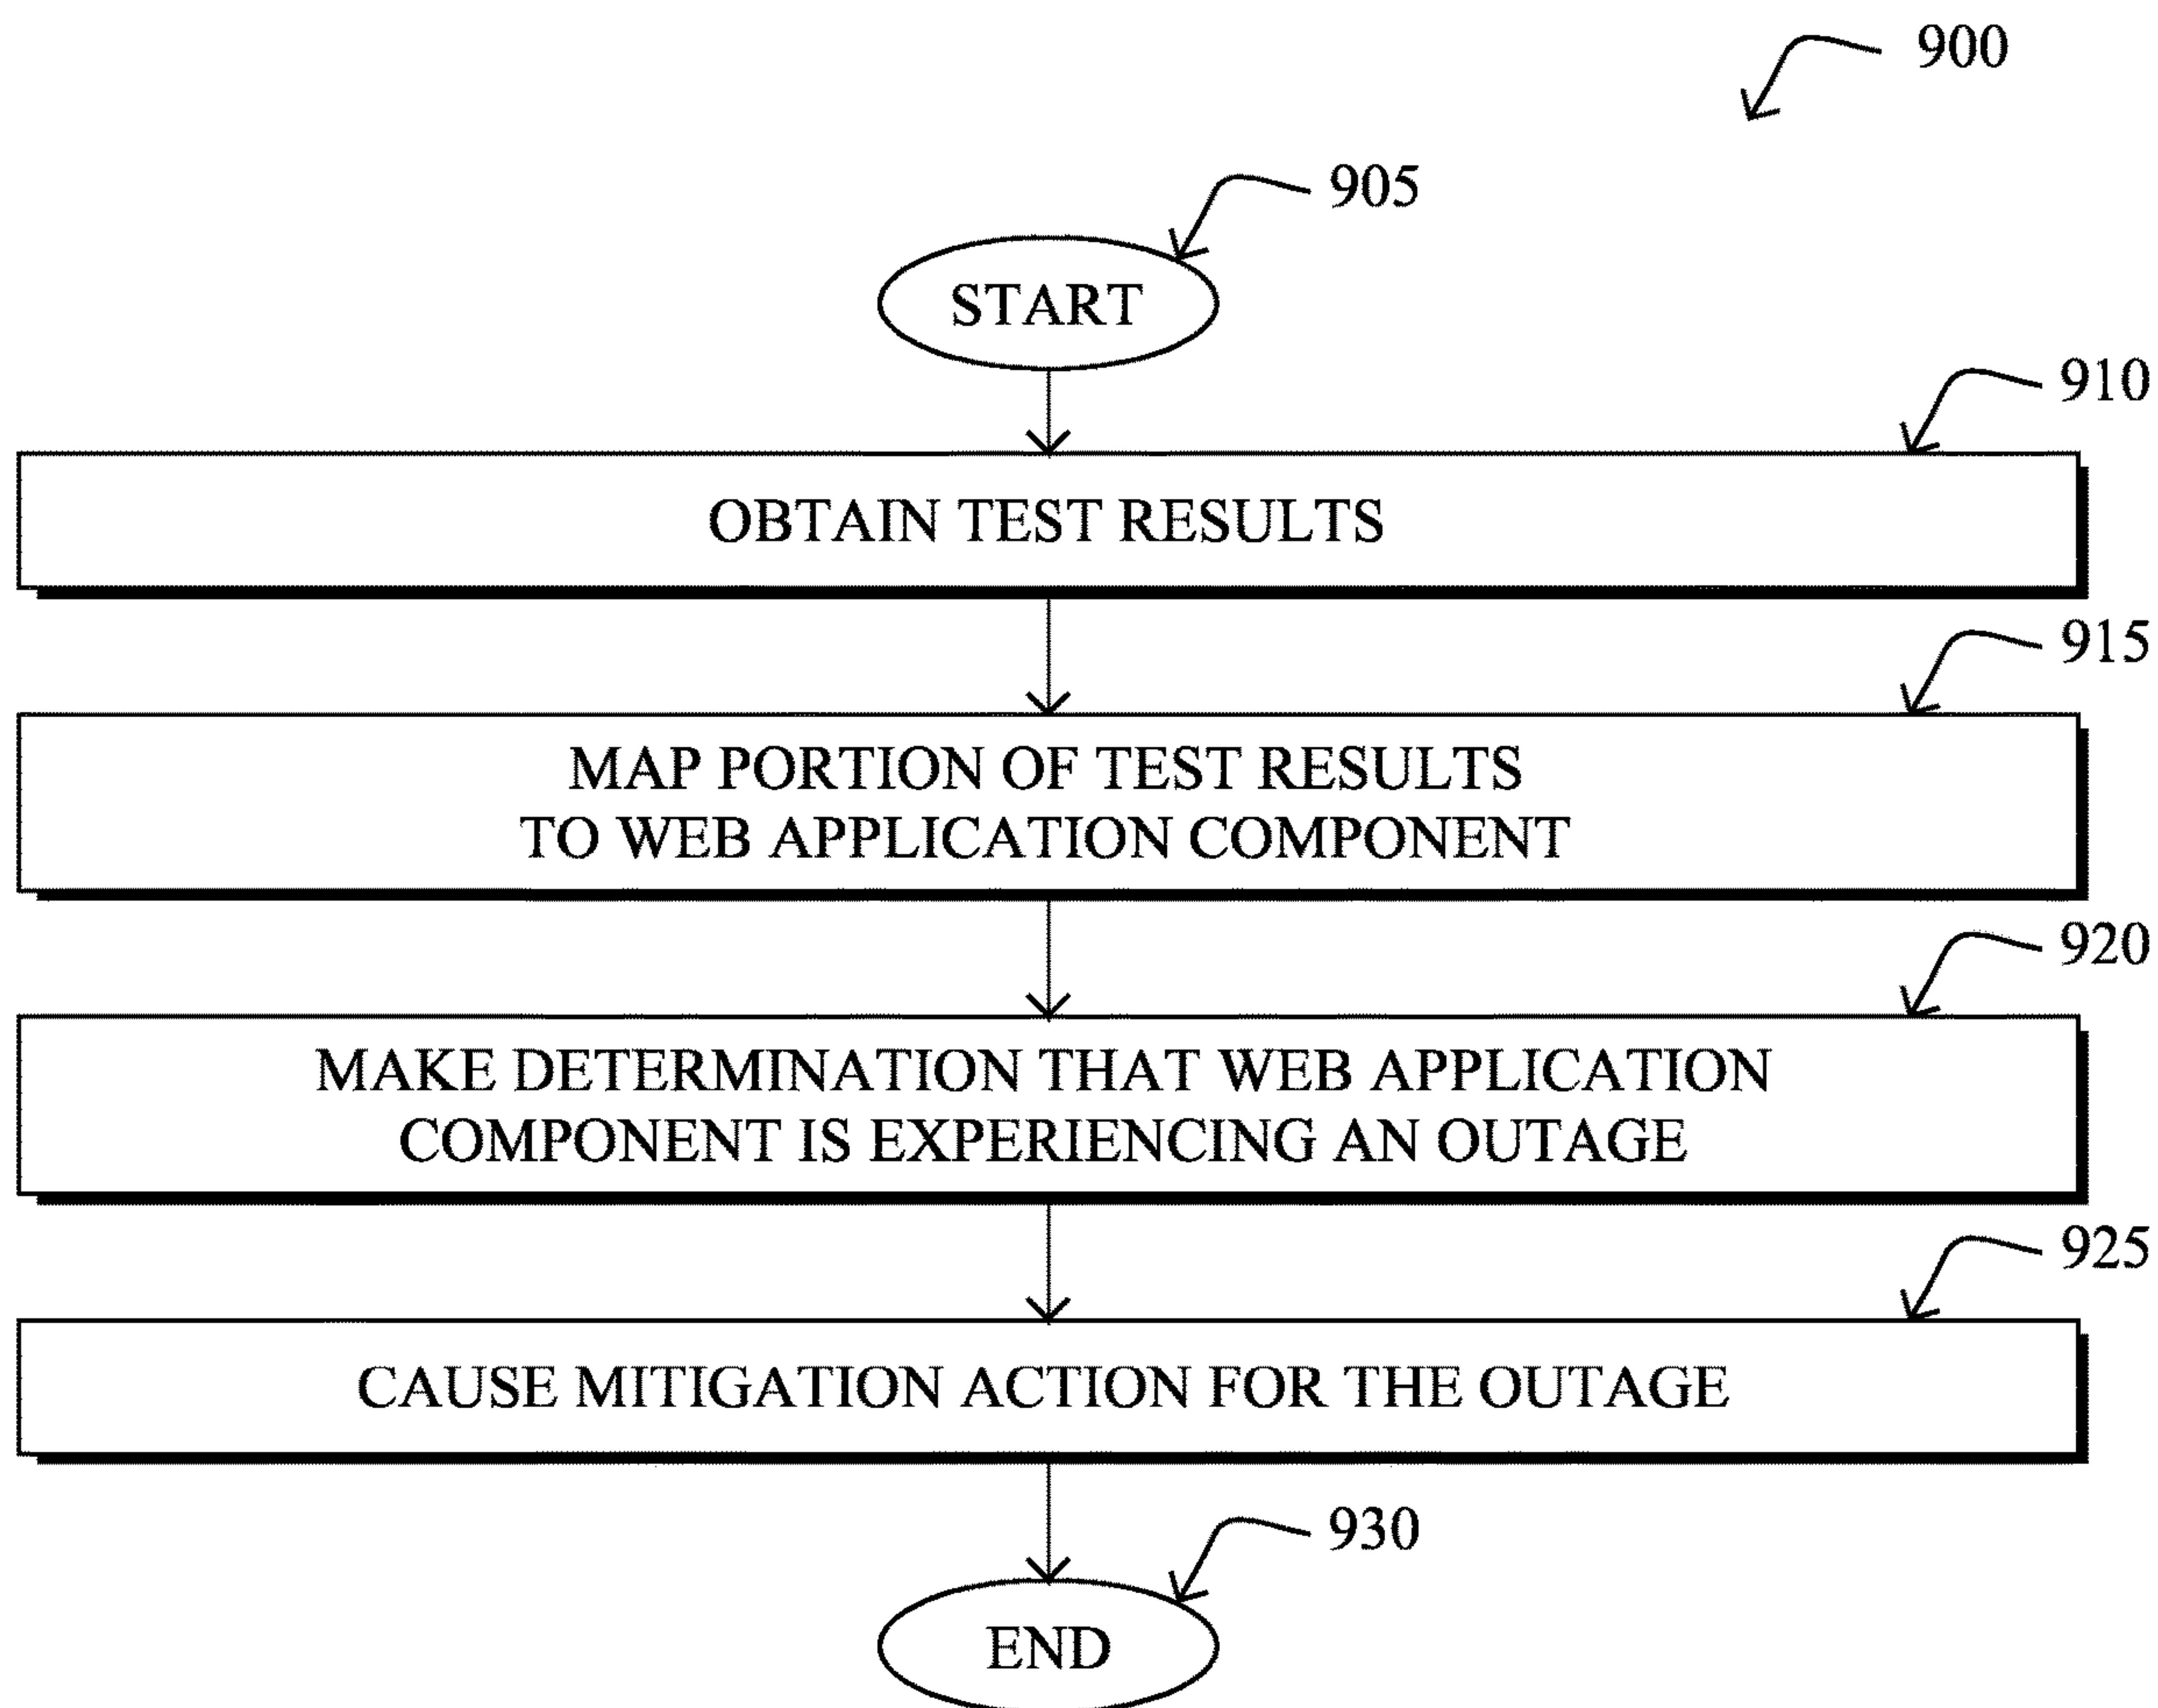 900
905
START
910
OBTAIN TEST RESULTS
915
MAP PORTION OF TEST RESULTS
TO WEB APPLICATION COMPONENT
920
MAKE DETERMINATION THAT WEB APPLICATION
COMPONENT IS EXPERIENCING AN OUTAGE
925
CAUSE MITIGATION ACTION FOR THE OUTAGE
930
END